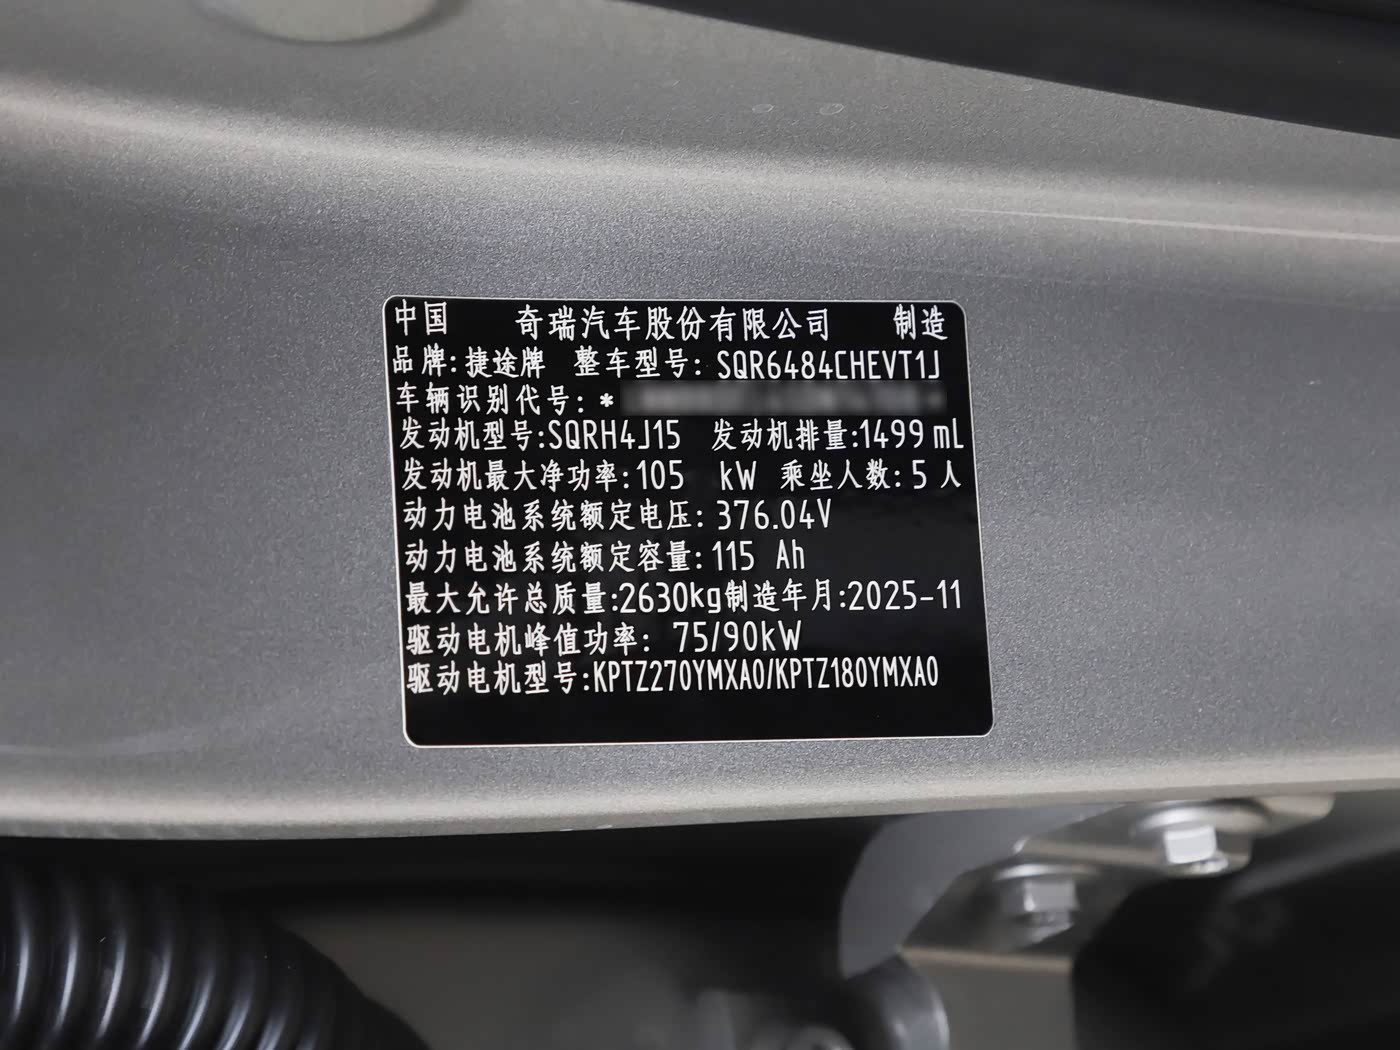 中国 奇瑞汽车股份有限公司 制造
品牌:捷途牌 整车型号:SQR6484CHEVT1J
车辆识别代号:*
发动机型号:SQRH4J15 发动机排量:1499mL
发动机最大净功率:105 kW 乘坐人数:5人
动力电池系统额定电压:376.04V
动力电池系统额定容量:115 Ah
最大允许总质量:2630kg制造年月:2025-11
驱动电机峰值功率: 75/90kW
驱动电机型号:KPTZ270YMXA0/KPTZ180YMXA0